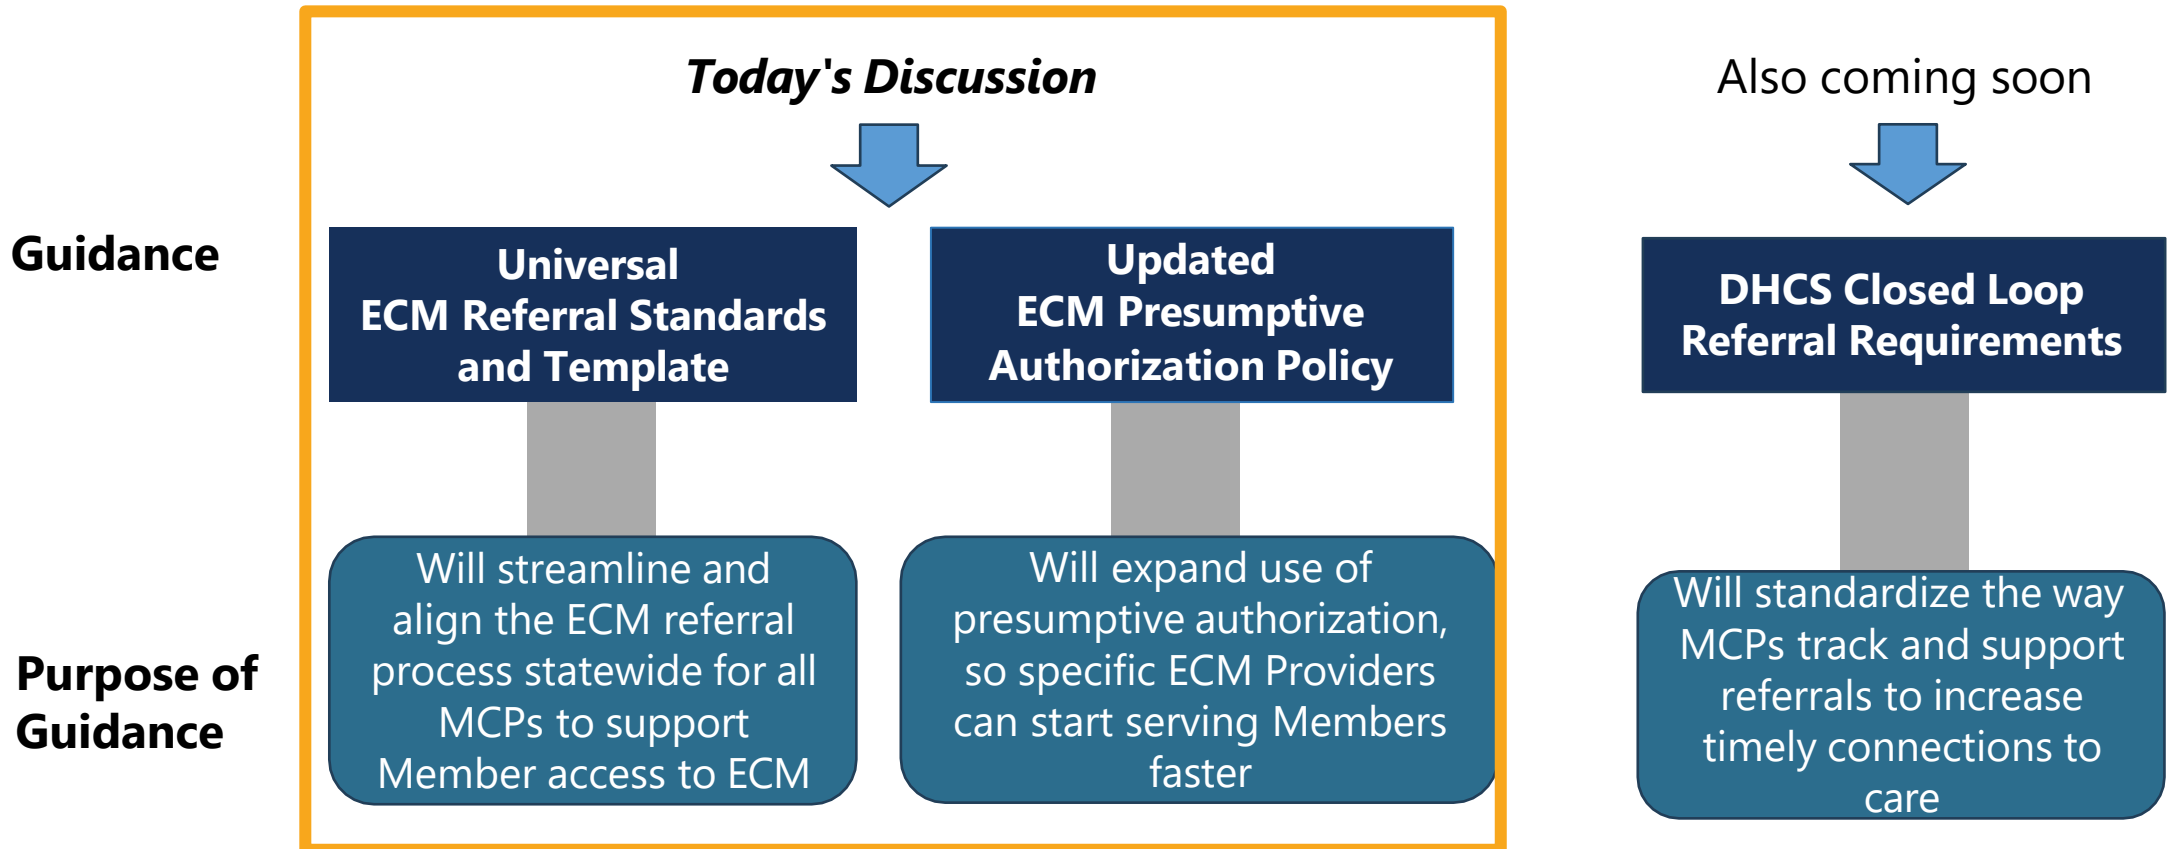 Today's Discussion
Also coming soon
Guidance
Universal
ECM Referral Standards
and Template
Updated
ECM Presumptive
Authorization Policy
DHCS Closed Loop
Referral Requirements
Purpose of
Guidance
Will streamline and
align the ECM referral
process statewide for all
MCPs to support
Member access to ECM
Will expand use of
presumptive authorization,
so specific ECM Providers
can start serving Members
faster
Will standardize the way
MCPs track and support
referrals to increase
timely connections to
care